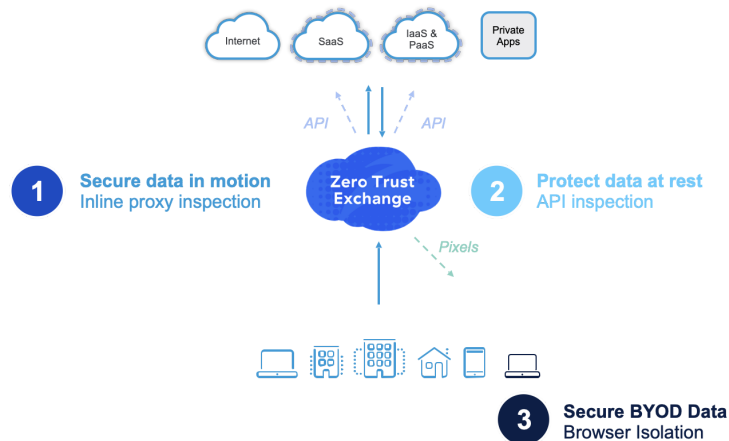 Internet
SaaS
IaaS &
PaaS
Private
Apps
API
API
1
Secure data in motion
Inline proxy inspection
Zero Trust
Exchange
2
Protect data at rest
API inspection
Pixels
3
Secure BYOD Data
Browser Isolation